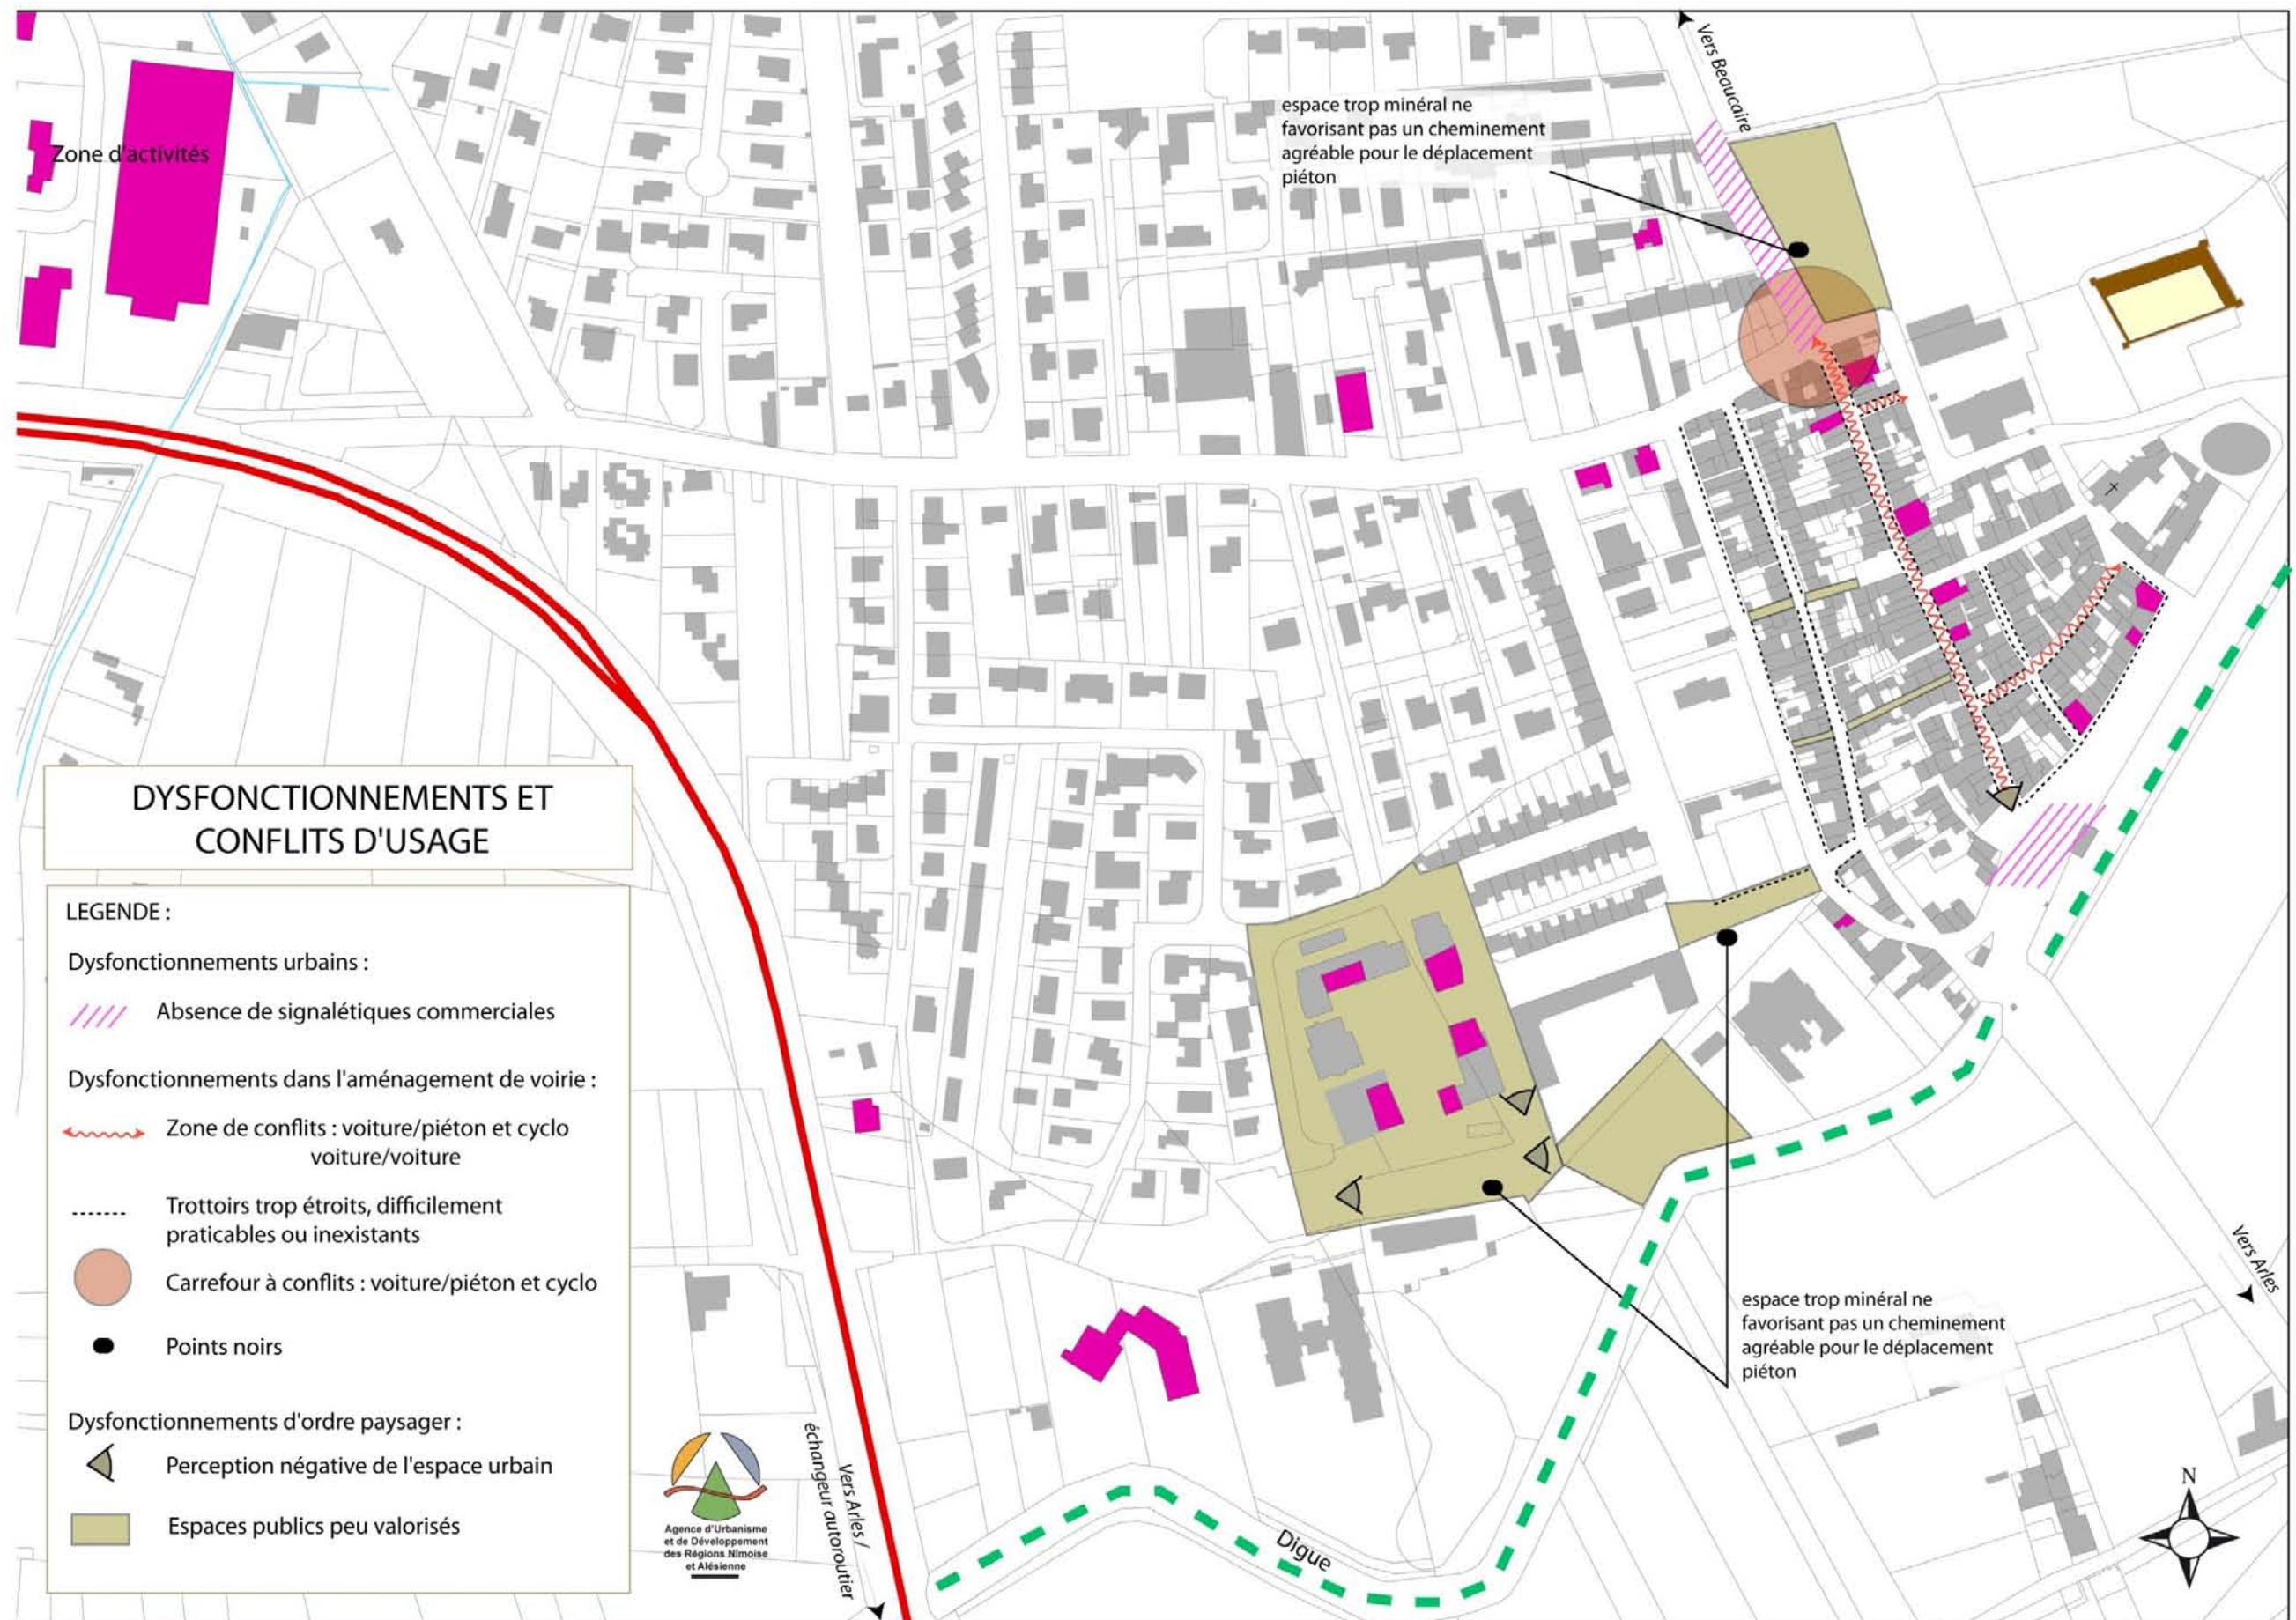 Vers Beaucaire
espace trop minéral ne
favorisant pas un cheminement
agréable pour le déplacement
piéton
Zone d'activités
DYSFONCTIONNEMENTS ET
CONFLITS D'USAGE
LEGENDE :
Dysfonctionnements urbains :
Absence de signalétiques commerciales
Dysfonctionnements dans l'aménagement de voirie :
Zone de conflits : voiture/piéton et cyclo
voiture/voiture
Trottoirs trop étroits, difficilement
praticables ou inexistants
Carrefour à conflits : voiture/piéton et cyclo
Points noirs
Dysfonctionnements d'ordre paysager :
Perception négative de l'espace urbain
Espaces publics peu valorisés
Agence d'Urbanisme
et de Développement
des Régions Nîmoise
et Alésienne
Vers Arles /
échangeur autoroutier
Digue
espace trop minéral ne
favorisant pas un cheminement
agréable pour le déplacement
piéton
Vers Arles
N